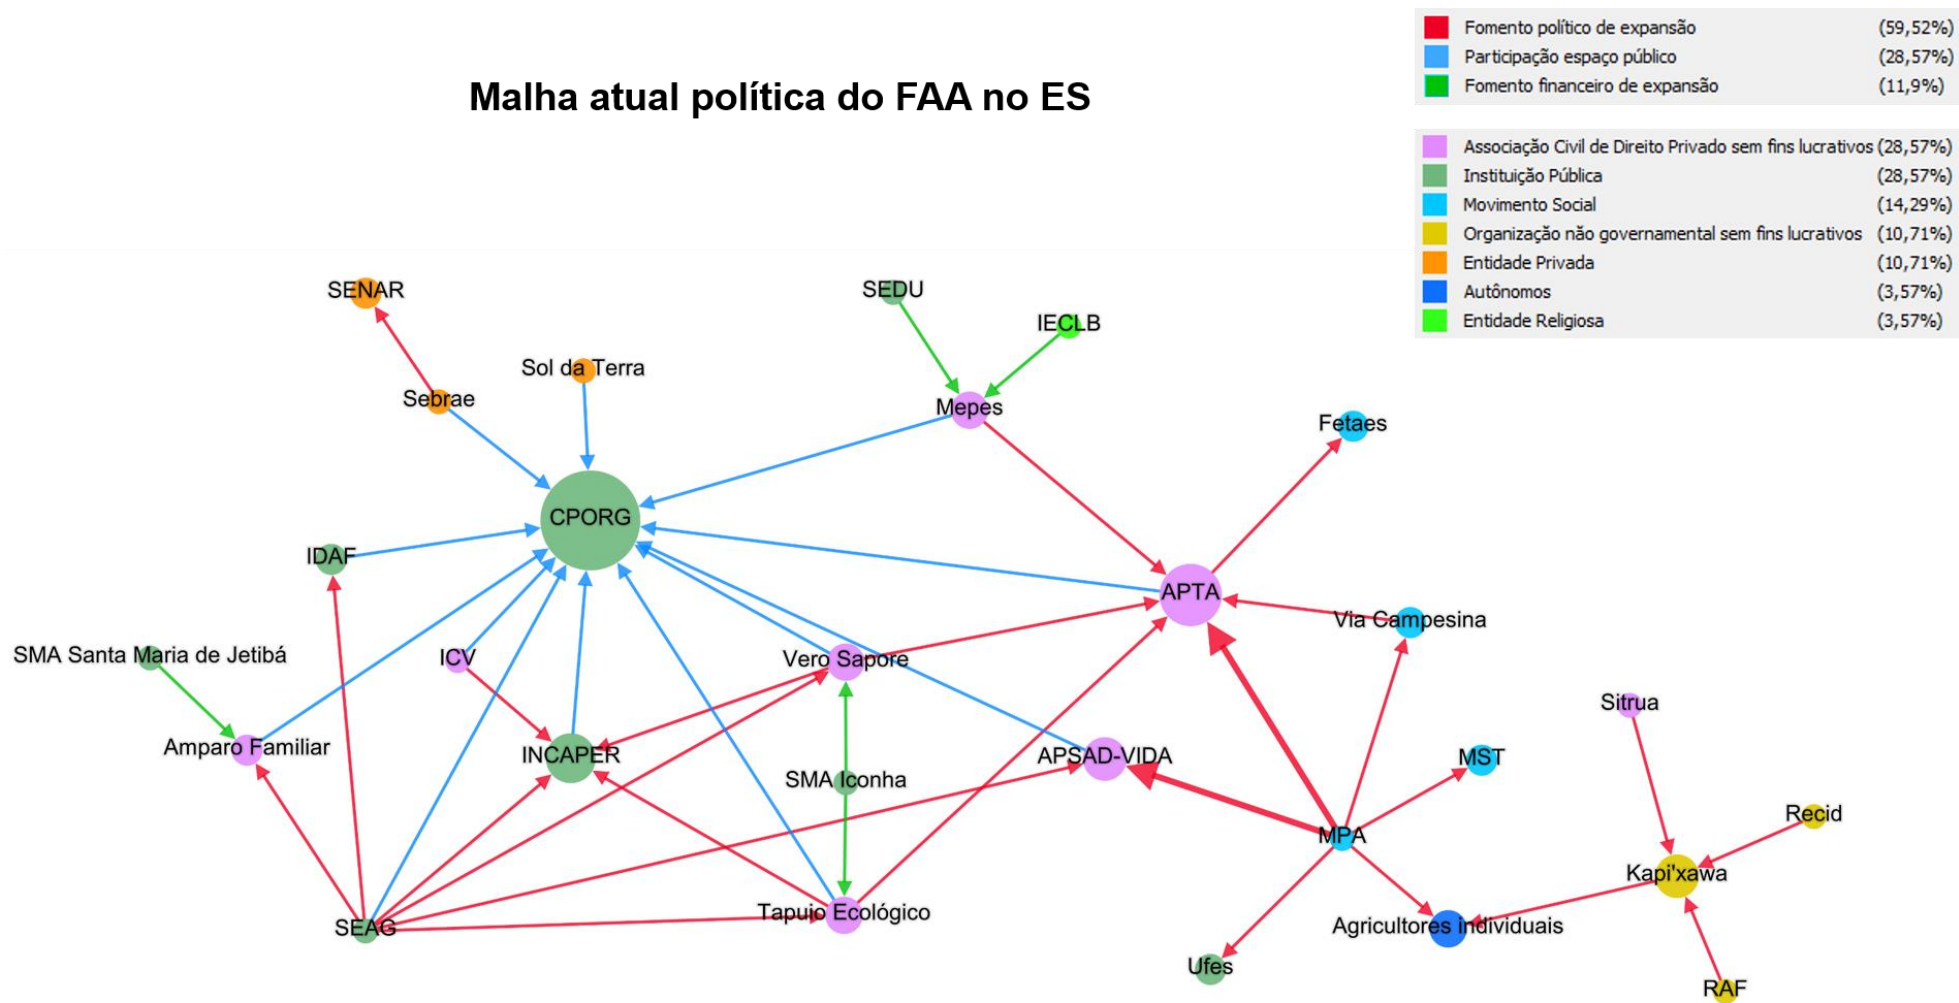 Fomento político de expansão (59,52%)
Participação espaço público (28,57%)
Fomento financeiro de expansão (11,9%)
Malha atual política do FAA no ES
Associação Civil de Direito Privado sem fins lucrativos (28,57%)
Instituição Pública (28,57%)
Movimento Social (14,29%)
Organização não governamental sem fins lucrativos (10,71%)
Entidade Privada (10,71%)
Autônomos (3,57%)
Entidade Religiosa (3,57%)
SENAR
SEDU
IECLB
Sol da Terra
Sebrae
Mepes
Fetaes
CPORG
IDAF
APTA
Via Campesina
SMA Santa Maria de Jetibá
ICV
Vero Sapore
Sitrua
Amparo Familiar
INCAPER
APSAD-VIDA
MST
SMA Iconha
Recid
MPA
Kapi'xawa
Tapuio Ecológico
SEAG
Agricultores individuais
Ufes
RAF